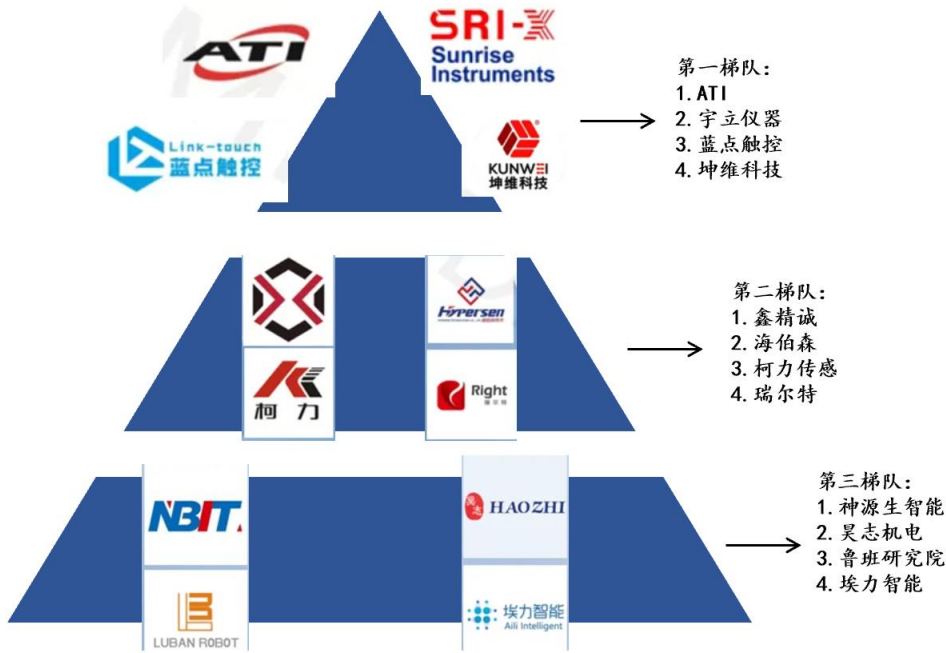 ATI
SRI-X
Sunrise
Instruments
Link-touch
蓝点触控
KUNWEI
坤维科技
第一梯队:
1. ATI
2. 宇立仪器
3. 蓝点触控
4. 坤维科技
Hypersen
柯力
Right
瑞尔特
第二梯队:
1. 鑫精诚
2. 海伯森
3. 柯力传感
4. 瑞尔特
NBIT
昊志
HAOZHI
LUBAN ROBOT
埃力智能
Aili Intelligent
第三梯队:
1. 神源生智能
2. 昊志机电
3. 鲁班研究院
4. 埃力智能